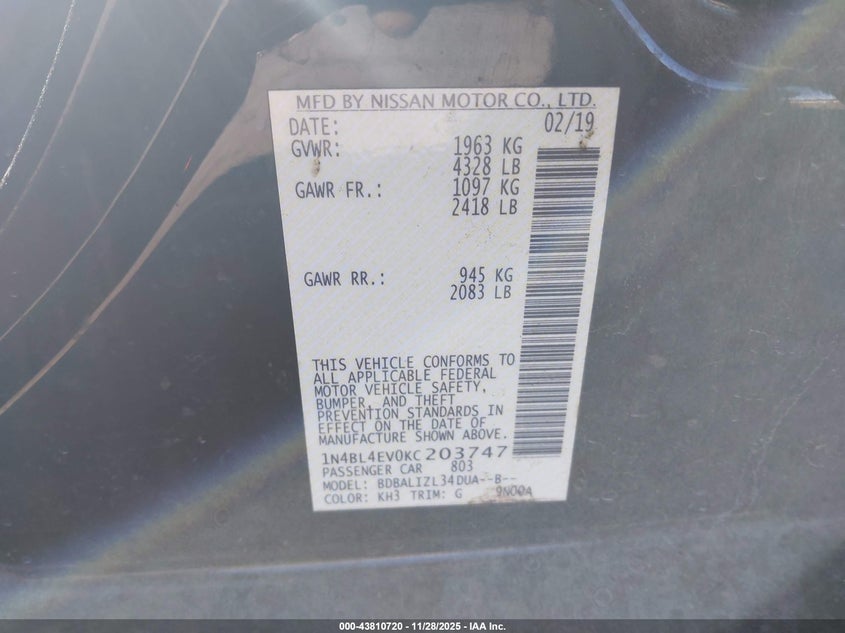 MFD BY NISSAN MOTOR CO., LTD.
DATE: 02/19
GVWR: 1963 KG
4328 LB
GAWR FR.: 1097 KG
2418 LB
GAWR RR.: 945 KG
2083 LB
THIS VEHICLE CONFORMS TO
ALL APPLICABLE FEDERAL
MOTOR VEHICLE SAFETY,
BUMPER, AND THEFT
PREVENTION STANDARDS IN
EFFECT ON THE DATE OF
MANUFACTURE SHOWN ABOVE.
1N4BL4EV0KC203747
PASSENGER CAR 803
MODEL: BDBALIZL34DUA--B--
COLOR: KH3 TRIM: G 9N00A
000-43810720 — 11/28/2025 — IAA Inc.